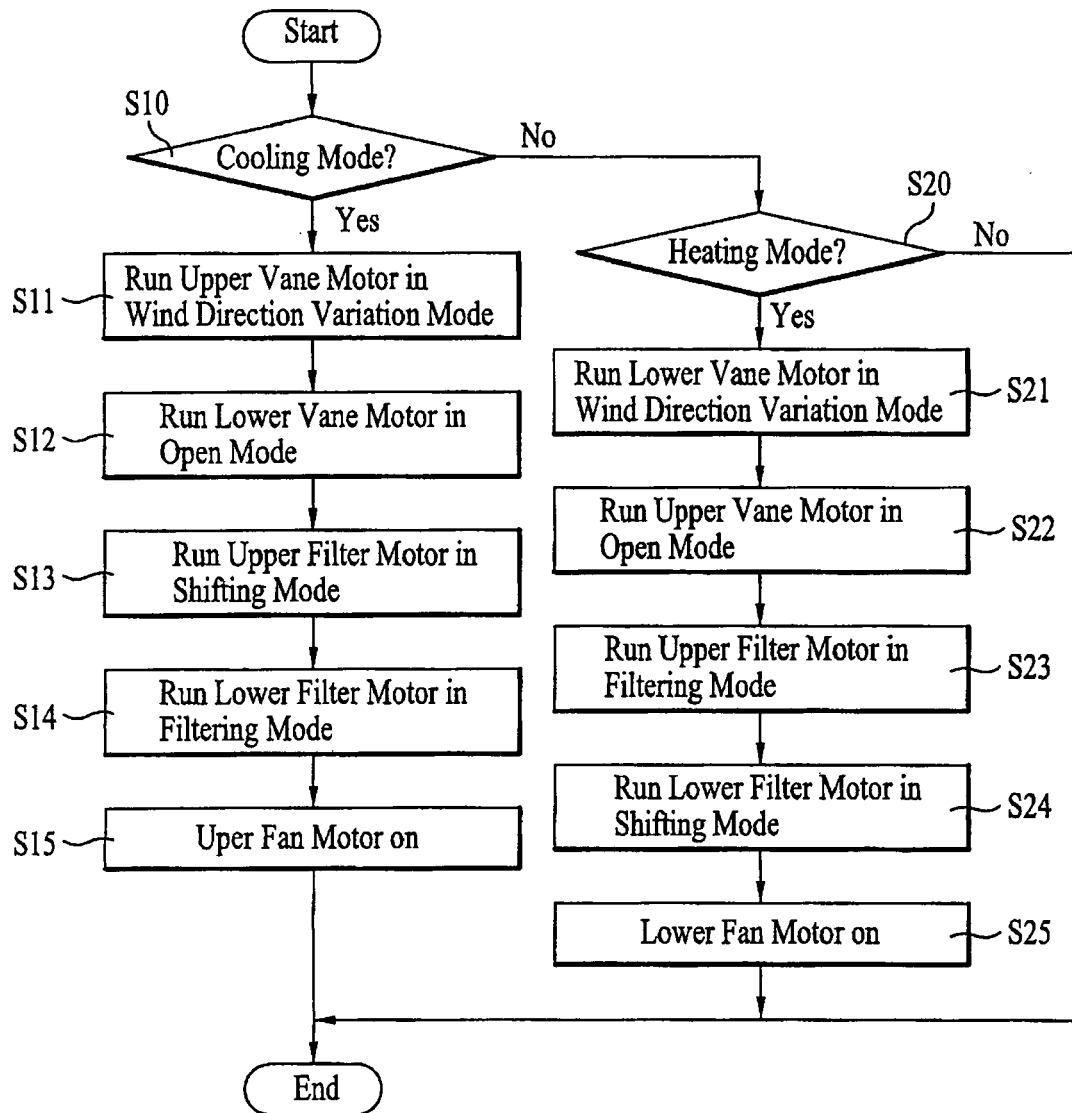 Start
S10
Cooling Mode?
No
Yes
S20
Heating Mode?
No
Yes
S11
Run Upper Vane Motor in
Wind Direction Variation Mode
S12
Run Lower Vane Motor in
Open Mode
S13
Run Upper Filter Motor in
Shifting Mode
S14
Run Lower Filter Motor in
Filtering Mode
S15
Uper Fan Motor on
Run Lower Vane Motor in
Wind Direction Variation Mode
S21
Run Upper Vane Motor in
Open Mode
S22
Run Upper Filter Motor in
Filtering Mode
S23
Run Lower Filter Motor in
Shifting Mode
S24
Lower Fan Motor on
S25
End